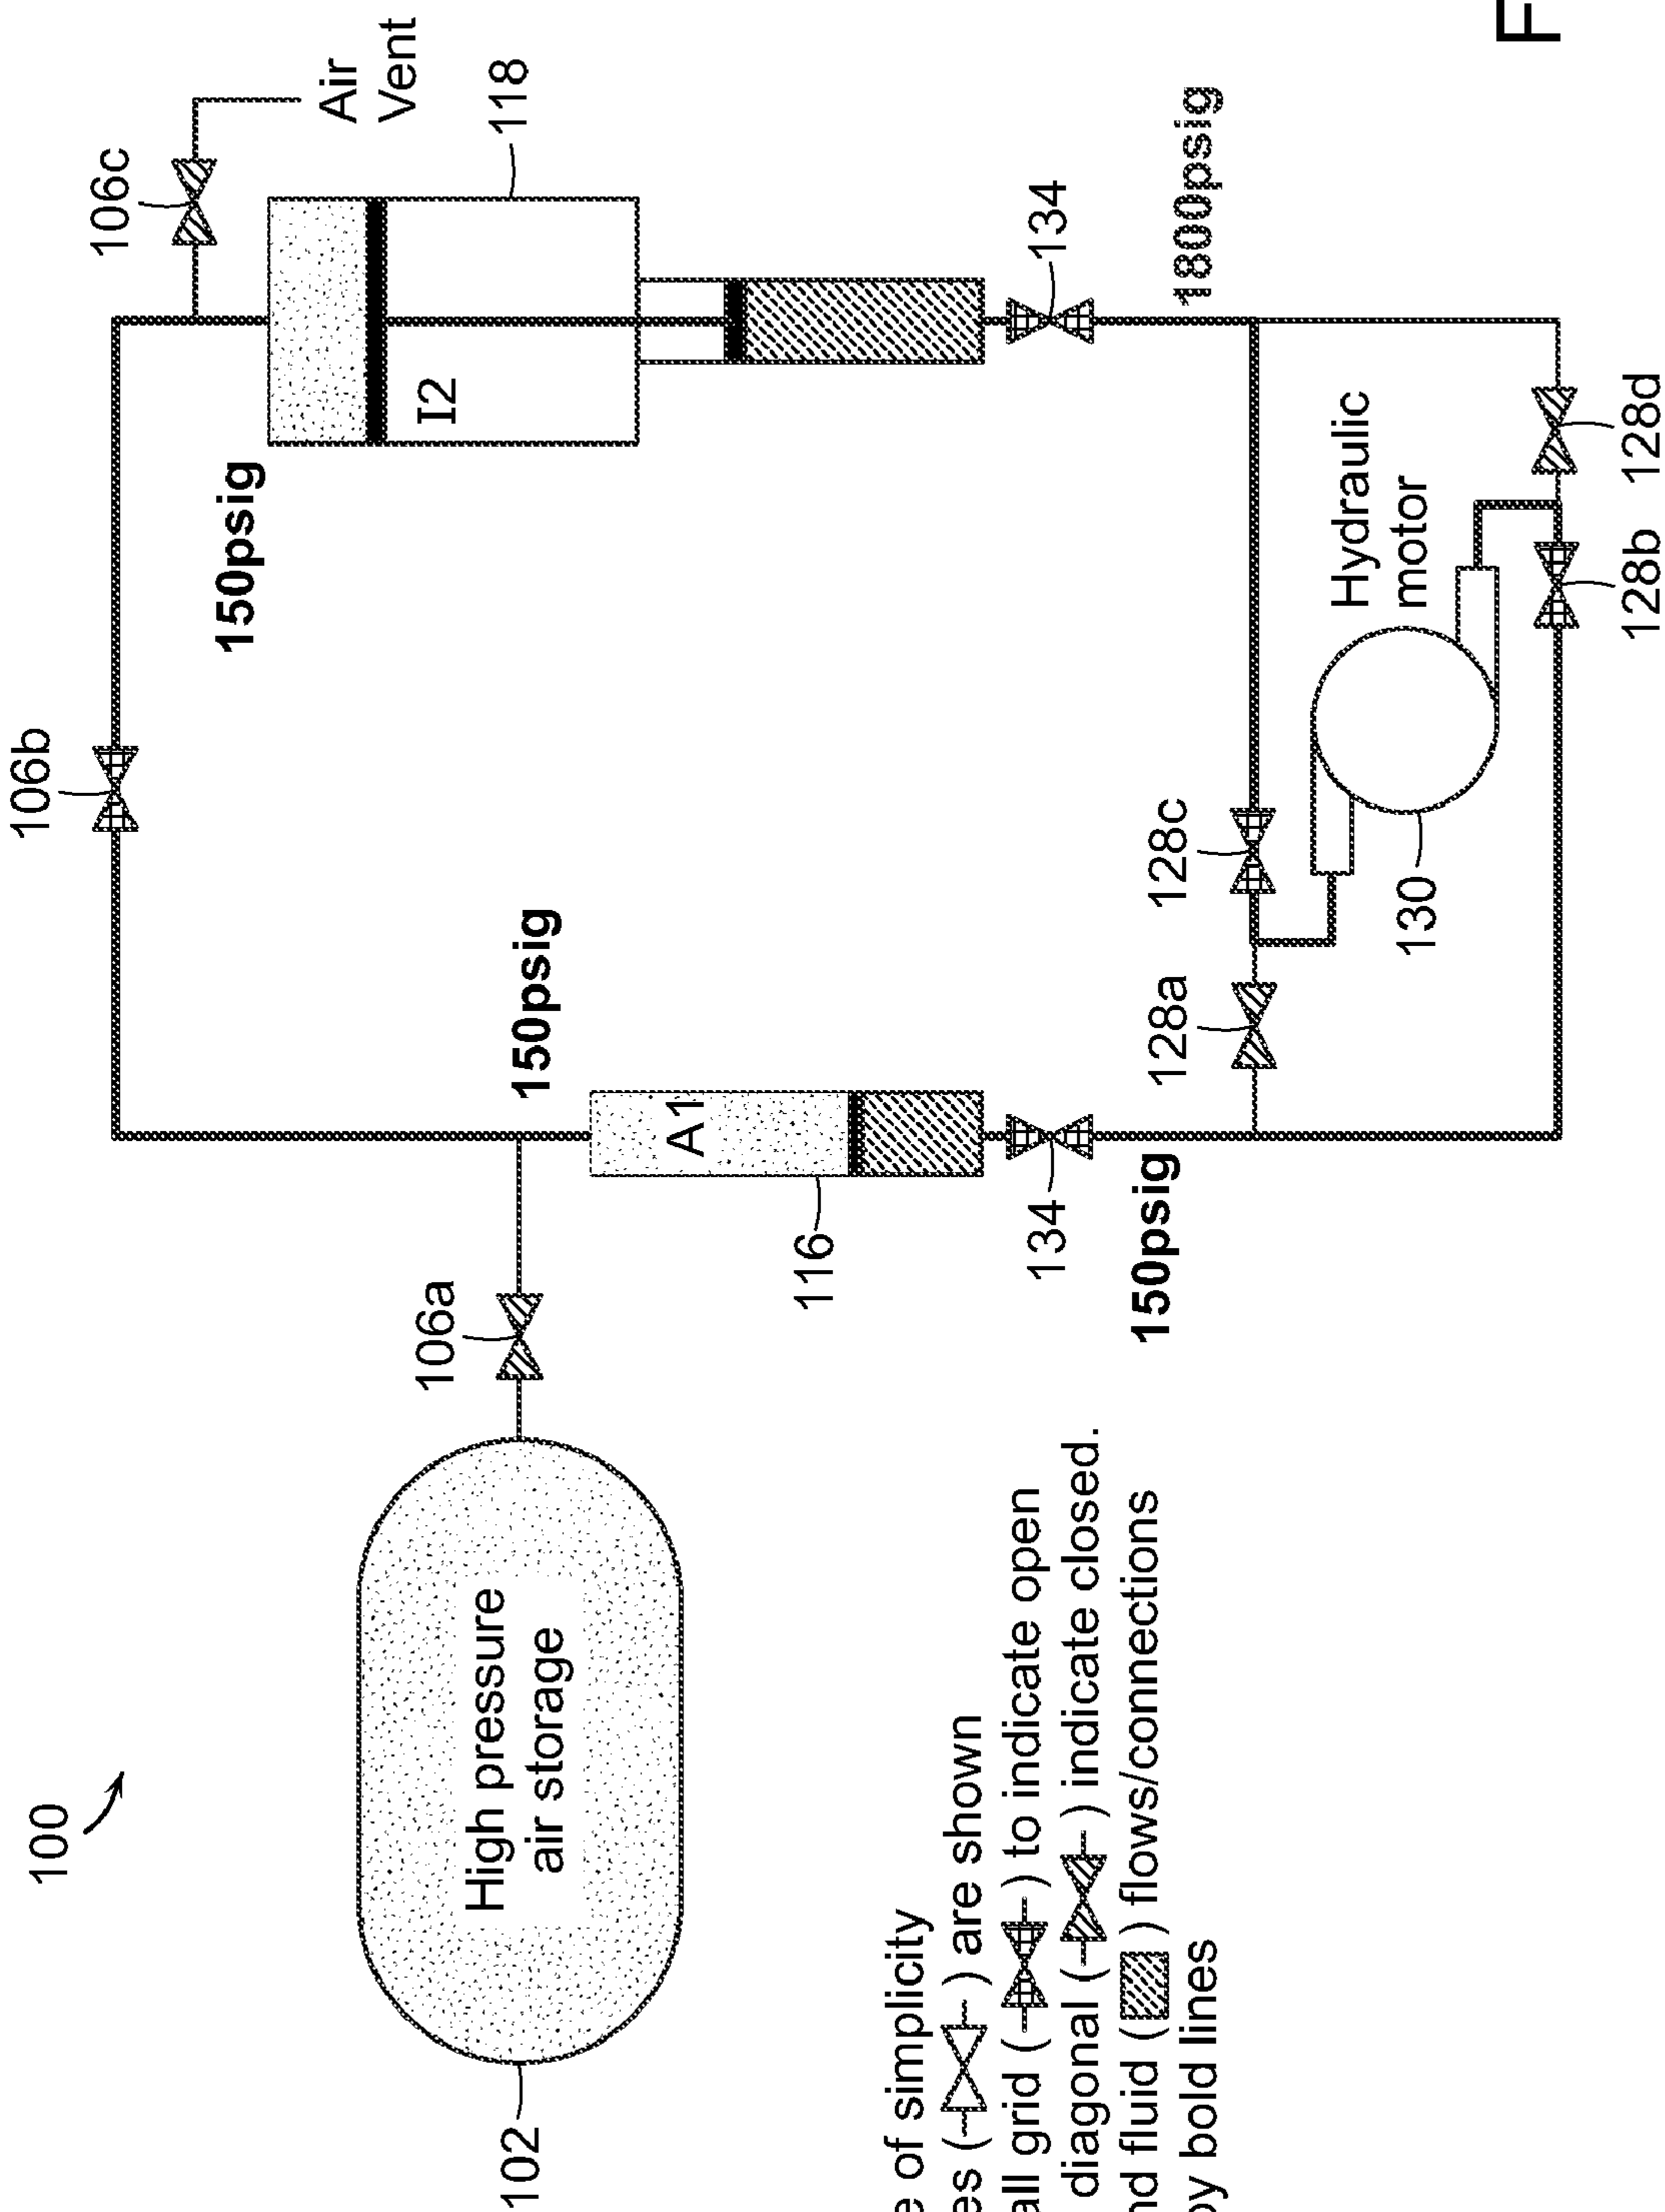 100
106b
106c
Air
Vent
118
150psig
I2
106a
150psig
High pressure
air storage
102
A1
116
134
134
150psig
1800psig
128a
128c
Hydraulic
motor
130
128b
128d
e of simplicity
es ( ) are shown
all grid ( ) to indicate open
diagonal ( ) indicate closed.
nd fluid ( ) flows/connections
by bold lines
F